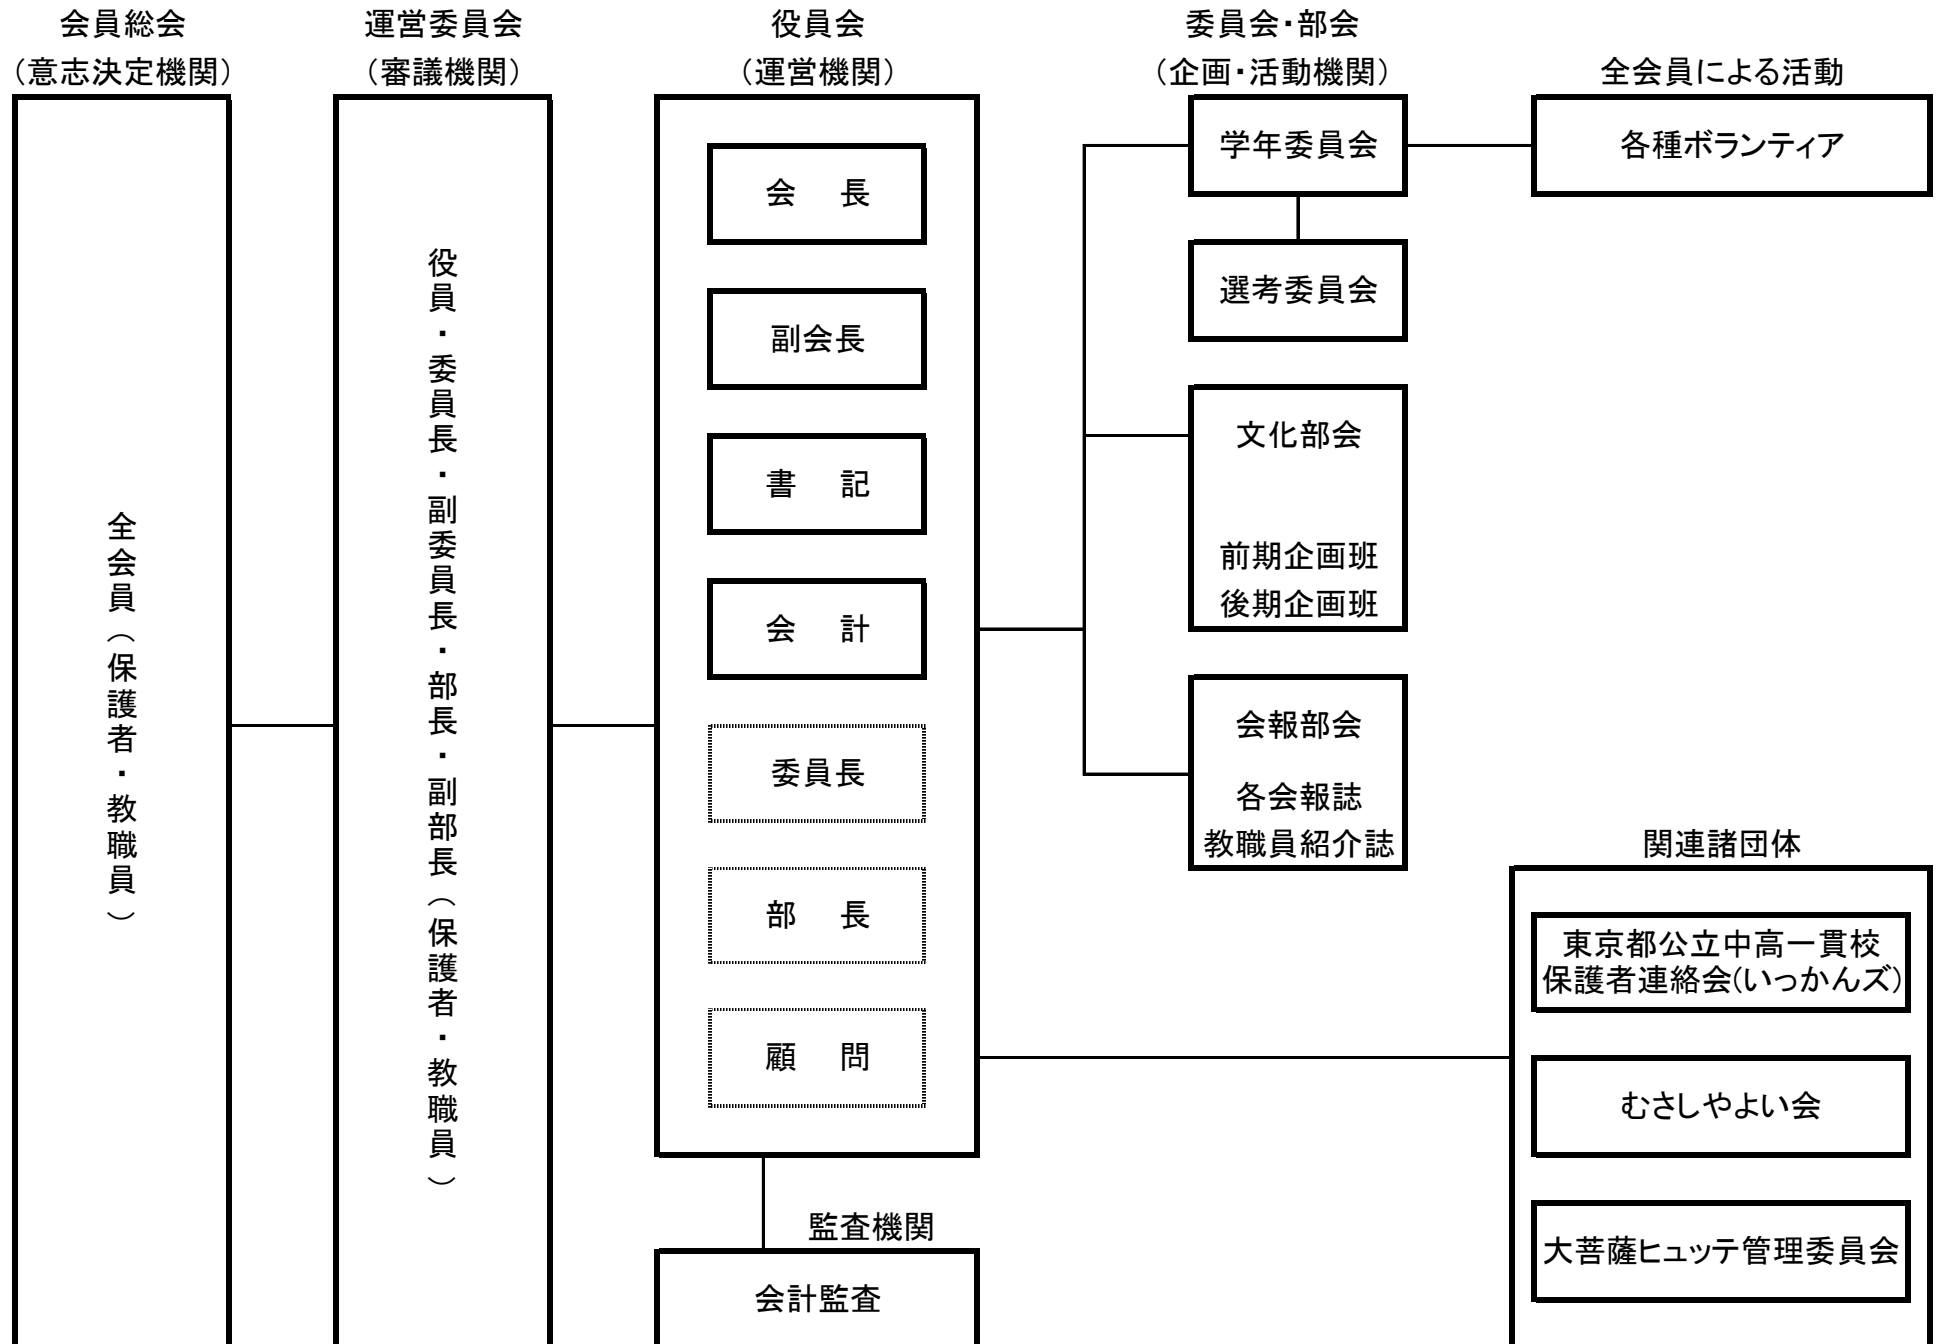 会員総会
(意志決定機関)
全会員(保護者・教職員)
運営委員会
(審議機関)
役員・委員長・副委員長・部長・副部長(保護者・教職員)
役員会
(運営機関)
会　長
副会長
書　記
会　計
委員長
部　長
顧　問
監査機関
会計監査
委員会・部会
(企画・活動機関)
学年委員会
選考委員会
文化部会
前期企画班
後期企画班
会報部会
各会報誌
教職員紹介誌
全会員による活動
各種ボランティア
関連諸団体
東京都公立中高一貫校
保護者連絡会(いっかんズ)
むさしやよい会
大菩薩ヒュッテ管理委員会